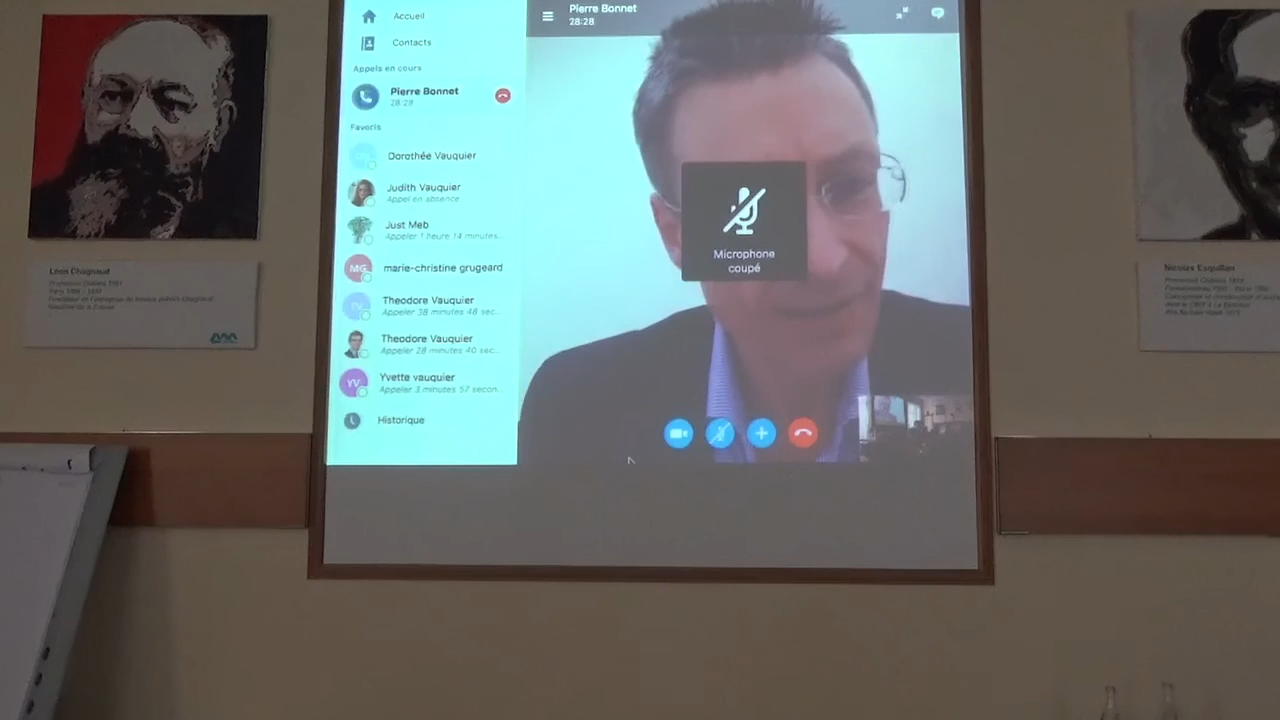 Accueil
Contacts
Appels en cours
Pierre Bonnet
28:28
Favoris
Dorothée Vauquier
Judith Vauquier
Appel en absence
Just Meb
Appeler 1 heure 14 minutes...
MG
marie-christine grugeard
Theodore Vauquier
Appeler 38 minutes 48 sec...
Theodore Vauquier
Appeler 28 minutes 40 sec...
YV
Yvette vauquier
Appeler 3 minutes 57 secon...
Historique
Pierre Bonnet
28:28
Microphone
coupé
Léon Chagnaud
Nicolas Esquillan